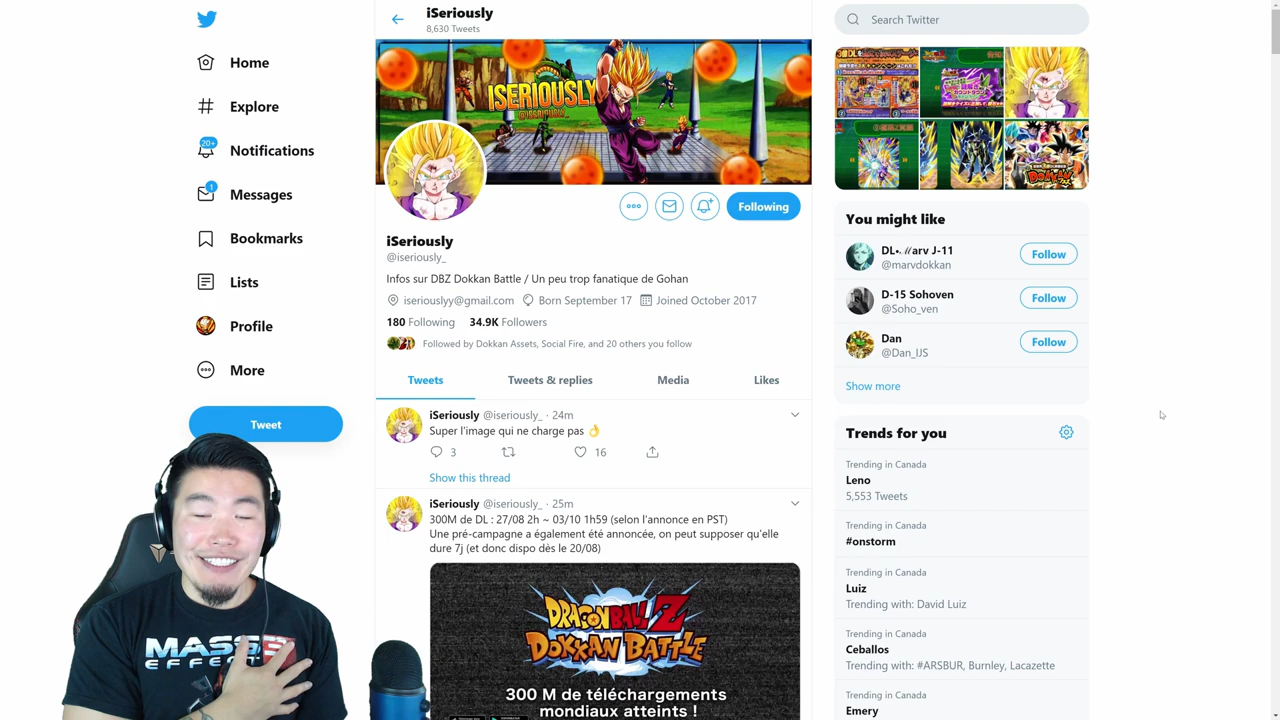 Home
Explore
20+
Notifications
1
Messages
Bookmarks
Lists
Profile
More
Tweet
MASS
EFFECT
iSeriously
8,630 Tweets
ISERIOUSLY
@ISERIOUSLY_
Following
iSeriously
@iseriously_
Infos sur DBZ Dokkan Battle / Un peu trop fanatique de Gohan
iseriouslyy@gmail.com Born September 17 Joined October 2017
180 Following 34.9K Followers
Followed by Dokkan Assets, Social Fire, and 20 others you follow
Tweets Tweets & replies Media Likes
iSeriously @iseriously_ · 24m
Super l'image qui ne charge pas 👌
3 16
Show this thread
iSeriously @iseriously_ · 25m
300M de DL : 27/08 2h ~ 03/10 1h59 (selon l'annonce en PST)
Une pré-campagne a également été annoncée, on peut supposer qu'elle
dure 7j (et donc dispo dès le 20/08)
DRAGON BALL Z
DOKKAN BATTLE
300 M de téléchargements
mondiaux atteints !
Search Twitter
You might like
DL•ℳarv J-11
@marvdokkan
Follow
D-15 Sohoven
@Soho_ven
Follow
Dan
@Dan_IJS
Follow
Show more
Trends for you
Trending in Canada
Leno
5,553 Tweets
Trending in Canada
#onstorm
Trending in Canada
Luiz
Trending with: David Luiz
Trending in Canada
Ceballos
Trending with: #ARSBUR, Burnley, Lacazette
Trending in Canada
Emery